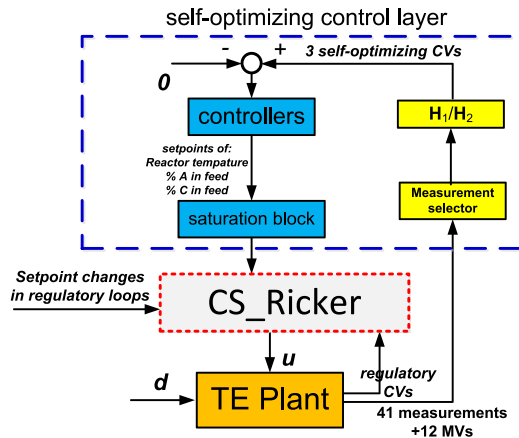 self-optimizing control layer
- +
3 self-optimizing CVs
0
controllers
H1/H2
setpoints of:
Reactor tempature
% A in feed
% C in feed
Measurement
selector
saturation block
Setpoint changes
in regulatory loops
CS_Ricker
u
regulatory
CVs
d
TE Plant
41 measurements
+12 MVs